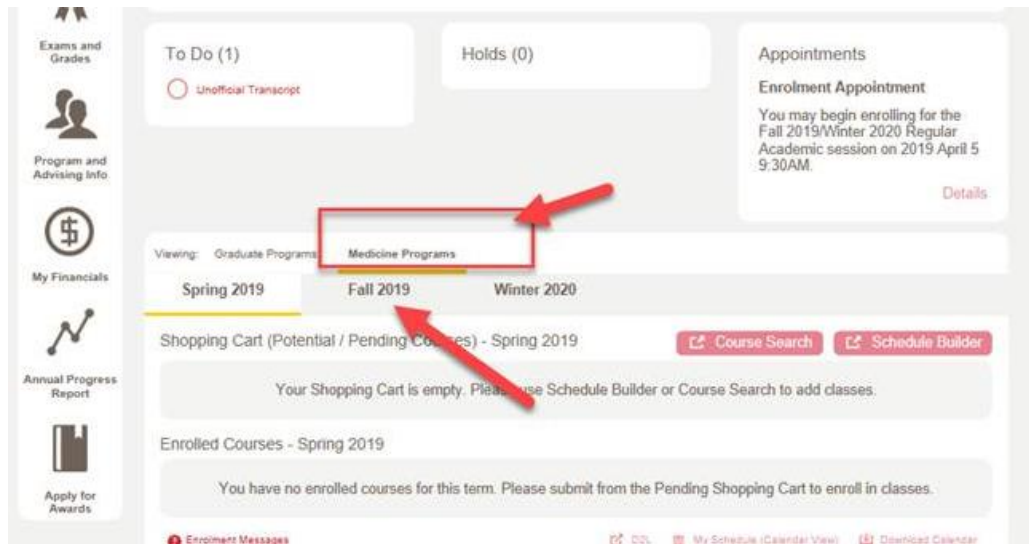 Exams and
Grades
Program and
Advising Info
My Financials
Annual Progress
Report
Apply for
Awards
To Do (1)
Unofficial Transcript
Holds (0)
Appointments
Enrolment Appointment
You may begin enrolling for the
Fall 2019/Winter 2020 Regular
Academic session on 2019 April 5
9:30AM.
Details
Viewing: Graduate Programs Medicine Programs
Spring 2019 Fall 2019 Winter 2020
Shopping Cart (Potential / Pending Courses) - Spring 2019 Course Search Schedule Builder
Your Shopping Cart is empty. Please use Schedule Builder or Course Search to add classes.
Enrolled Courses - Spring 2019
You have no enrolled courses for this term. Please submit from the Pending Shopping Cart to enroll in classes.
Enrolment Messages D2L My Schedule (Calendar View) Download Calendar